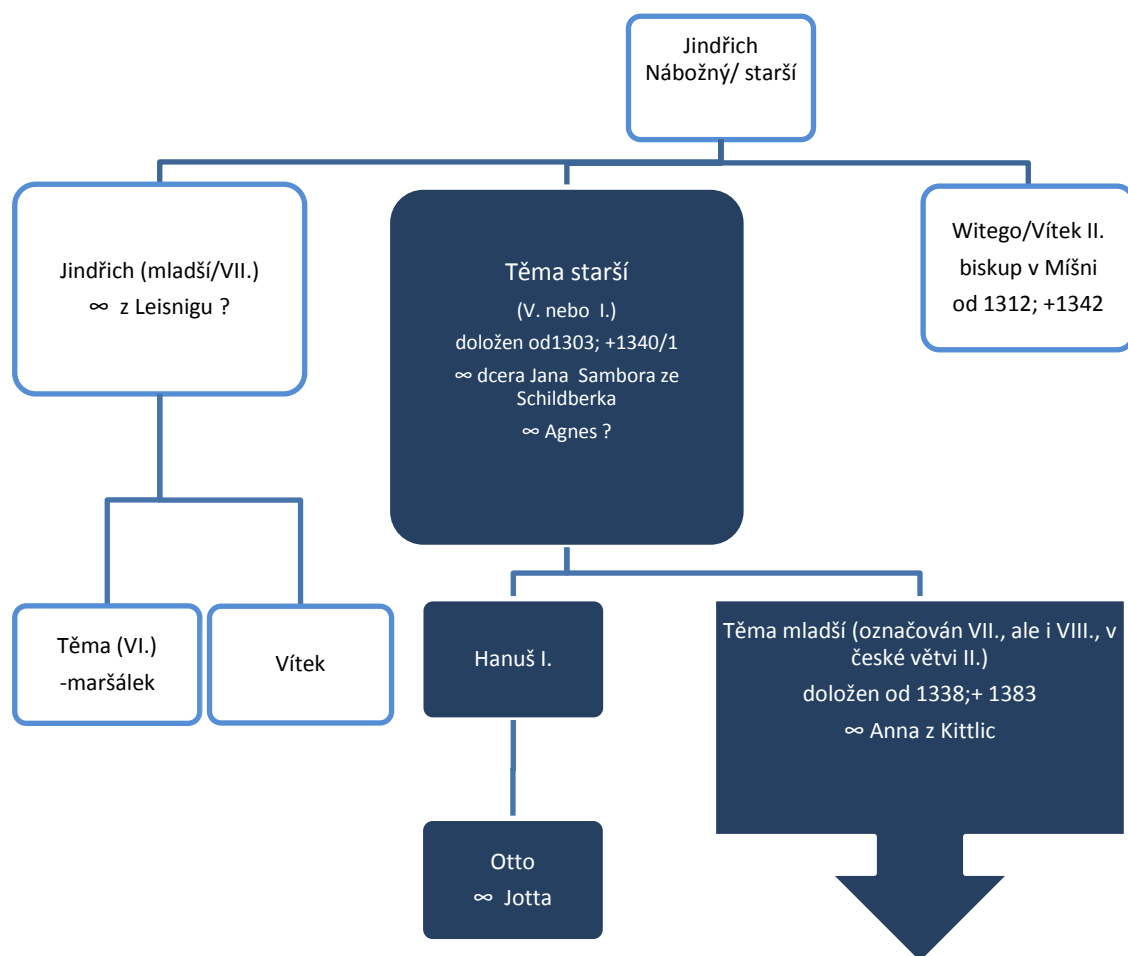 Jindřich
Nábožný/ starší
Jindřich (mladší/VII.)
∞ z Leisnigu ?
Těma starší
(V. nebo I.)
doložen od1303; +1340/1
∞ dcera Jana Sambora ze
Schildberka
∞ Agnes ?
Witego/Vítek II.
biskup v Míšni
od 1312; +1342
Těma (VI.)
-maršálek
Vítek
Hanuš I.
Těma mladší (označován VII., ale i VIII., v
české větvi II.)
doložen od 1338;+ 1383
∞ Anna z Kittlic
Otto
∞ Jotta